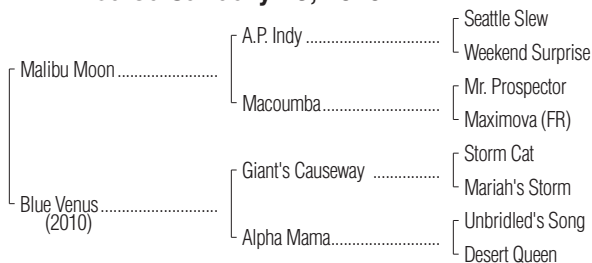 Seattle Slew
A.P. Indy
Weekend Surprise
Malibu Moon
Mr. Prospector
Macoumba
Maximova (FR)
Storm Cat
Giant's Causeway
Mariah's Storm
Blue Venus
(2010)
Unbridled's Song
Alpha Mama
Desert Queen